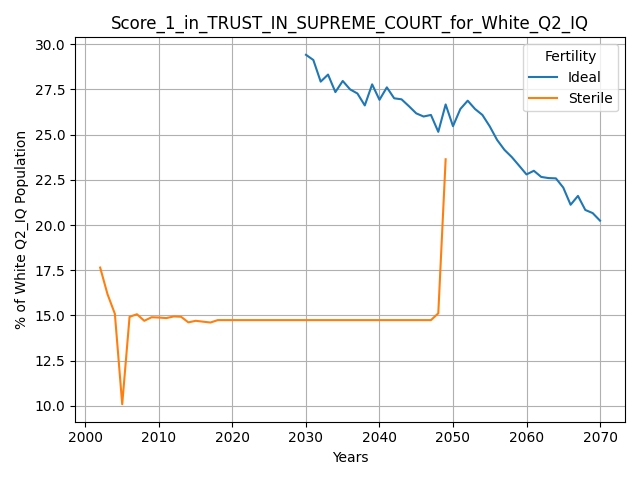 Score_1_in_TRUST_IN_SUPREME_COURT_for_White_Q2_IQ
30.0
27.5
25.0
22.5
20.0
17.5
15.0
12.5
10.0
% of White Q2_IQ Population
Fertility
Ideal
Sterile
2000 2010 2020 2030 2040 2050 2060 2070
Years